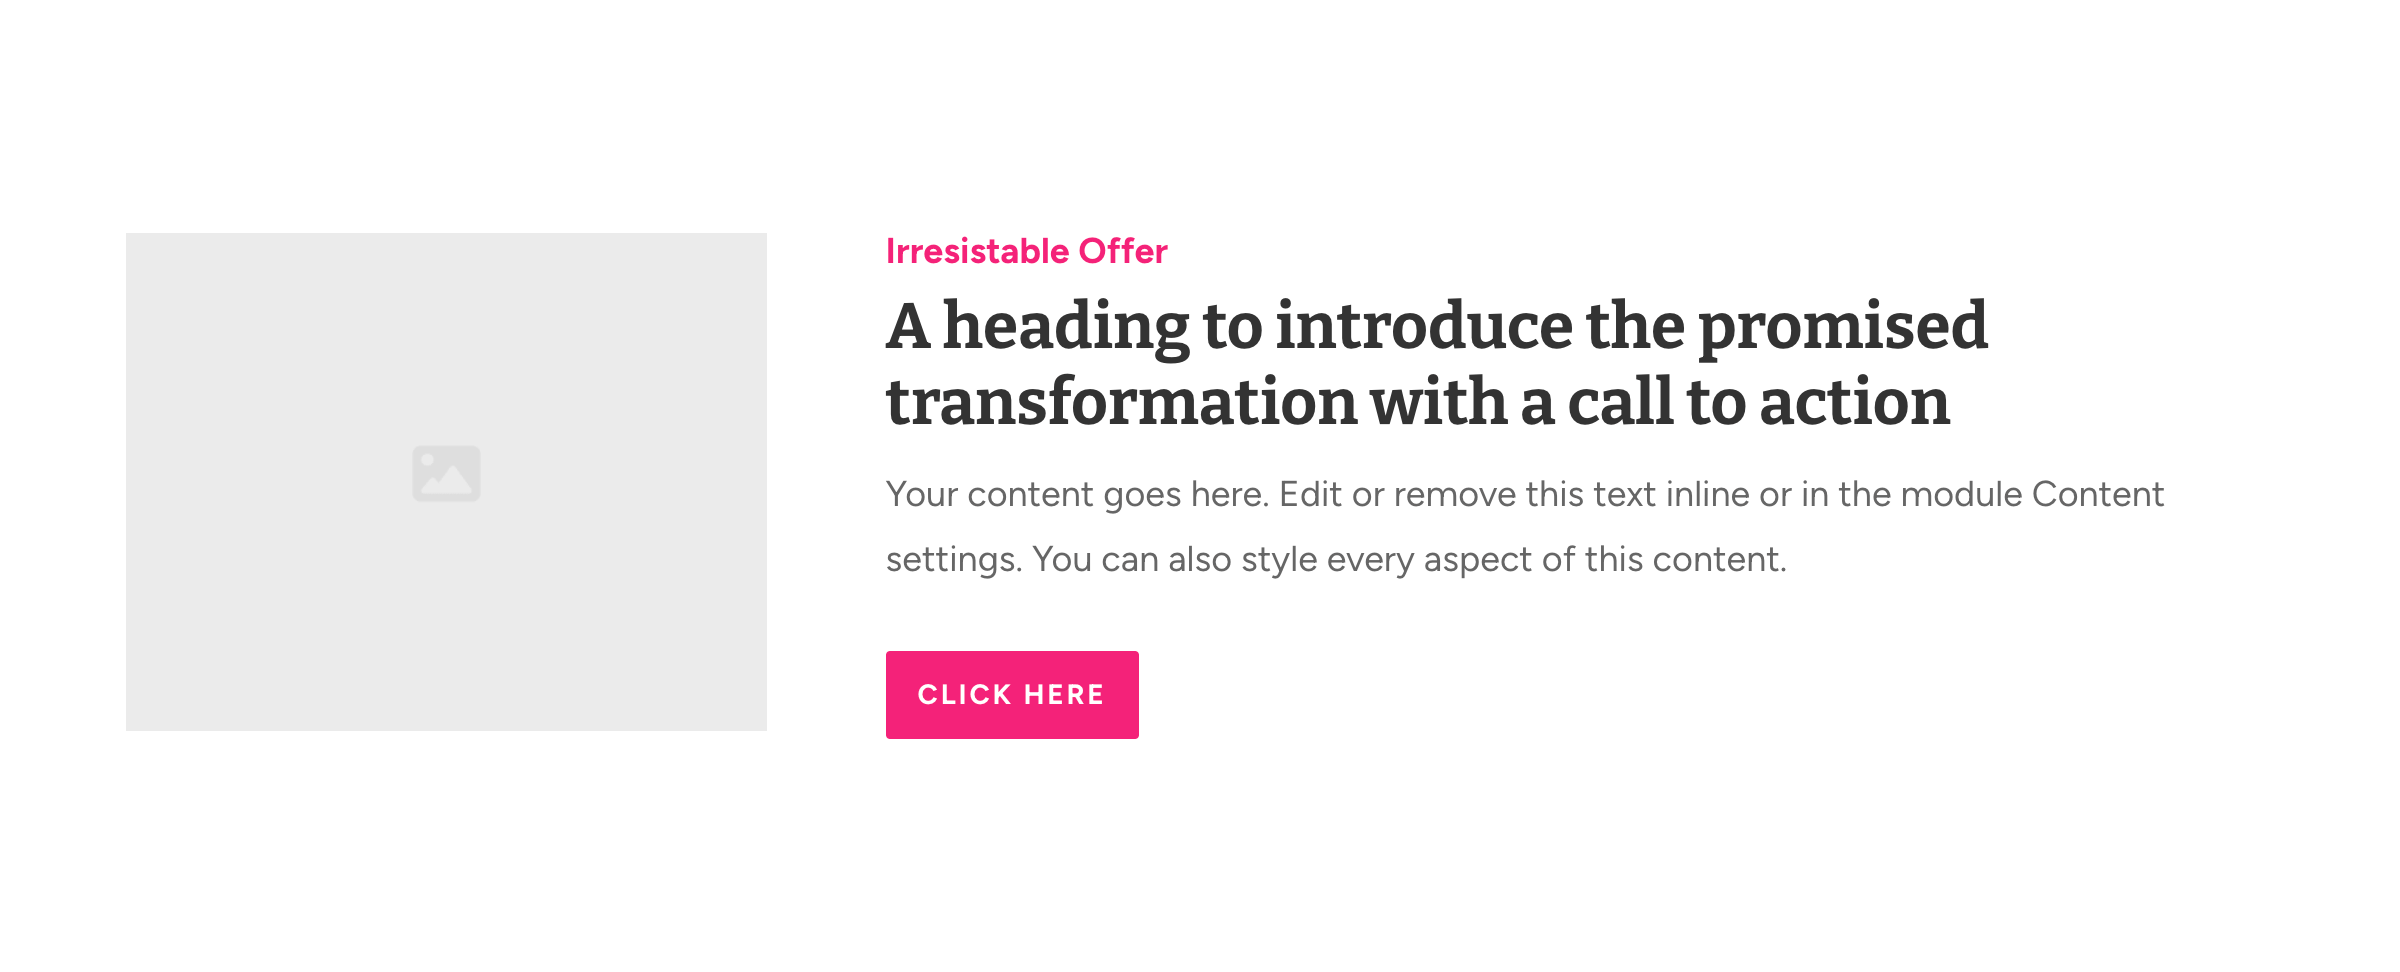 Irresistable Offer
A heading to introduce the promised
transformation with a call to action
Your content goes here. Edit or remove this text inline or in the module Content
settings. You can also style every aspect of this content.
CLICK HERE